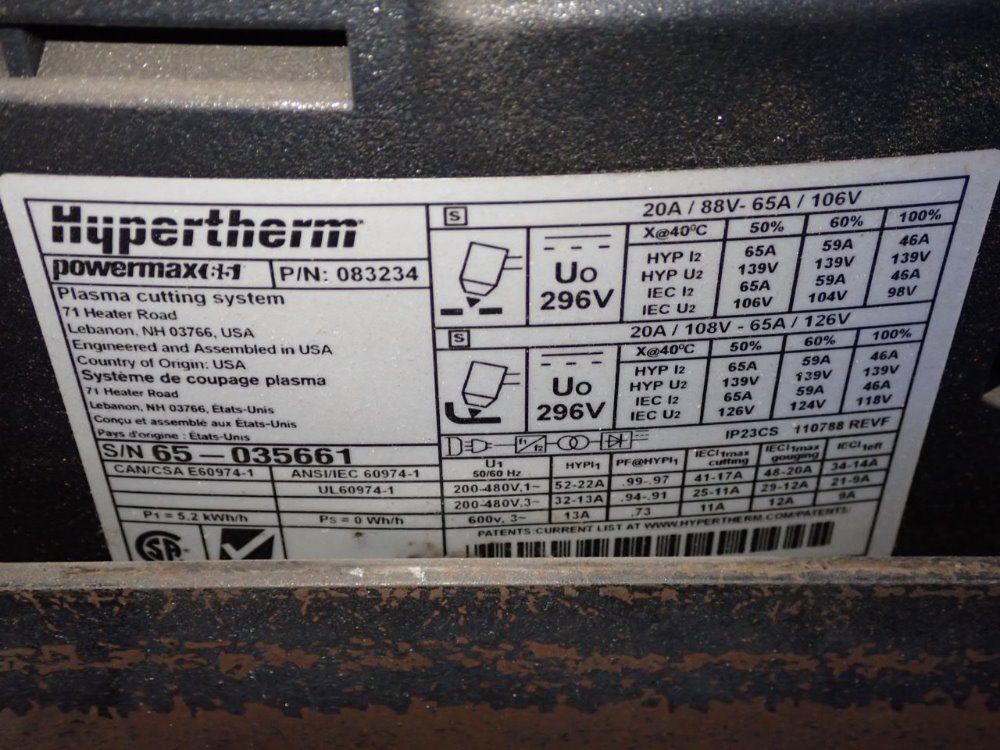 Hypertherm
powermax P/N: 083234
Plasma cutting system
71 Heater Road
Lebanon, NH 03766, USA
Engineered and Assembled in USA
Country of Origin: USA
Système de coupage plasma
71 Heater Road
Lebanon, NH 03766, États-Unis
Conçu et assemblé aux États-Unis
Pays d'origine : États-Unis
S/N 65-035661
CAN/CSA E60974-1 ANSI/IEC 60974-1
UL60974-1
P1 = 5.2 kWh/h Ps = 0 Wh/h
S 20A / 88V- 65A / 106V
U0
296V
X@40°C 50% 60% 100%
HYP I2 65A 59A 46A
HYP U2 139V 139V 139V
IEC I2 65A 59A 46A
IEC U2 106V 104V 98V
S 20A / 108V - 65A / 126V
U0
296V
X@40°C 50% 60% 100%
HYP I2 65A 59A 46A
HYP U2 139V 139V 139V
IEC I2 65A 59A 46A
IEC U2 126V 124V 118V
f1
f2
IP23CS 110788 REVF
U1 50/60 Hz HYPI1 PF@HYPI1 IECI1max cutting IECI1max gouging IECI1eff
200-480V,1~ 52-22A .99-.97 41-17A 48-20A 34-14A
200-480V,3~ 32-13A .94-.91 25-11A 29-12A 21-9A
600v, 3~ 13A .73 11A 12A 9A
PATENTS:CURRENT LIST AT WWW.HYPERTHERM.COM/PATENTS/